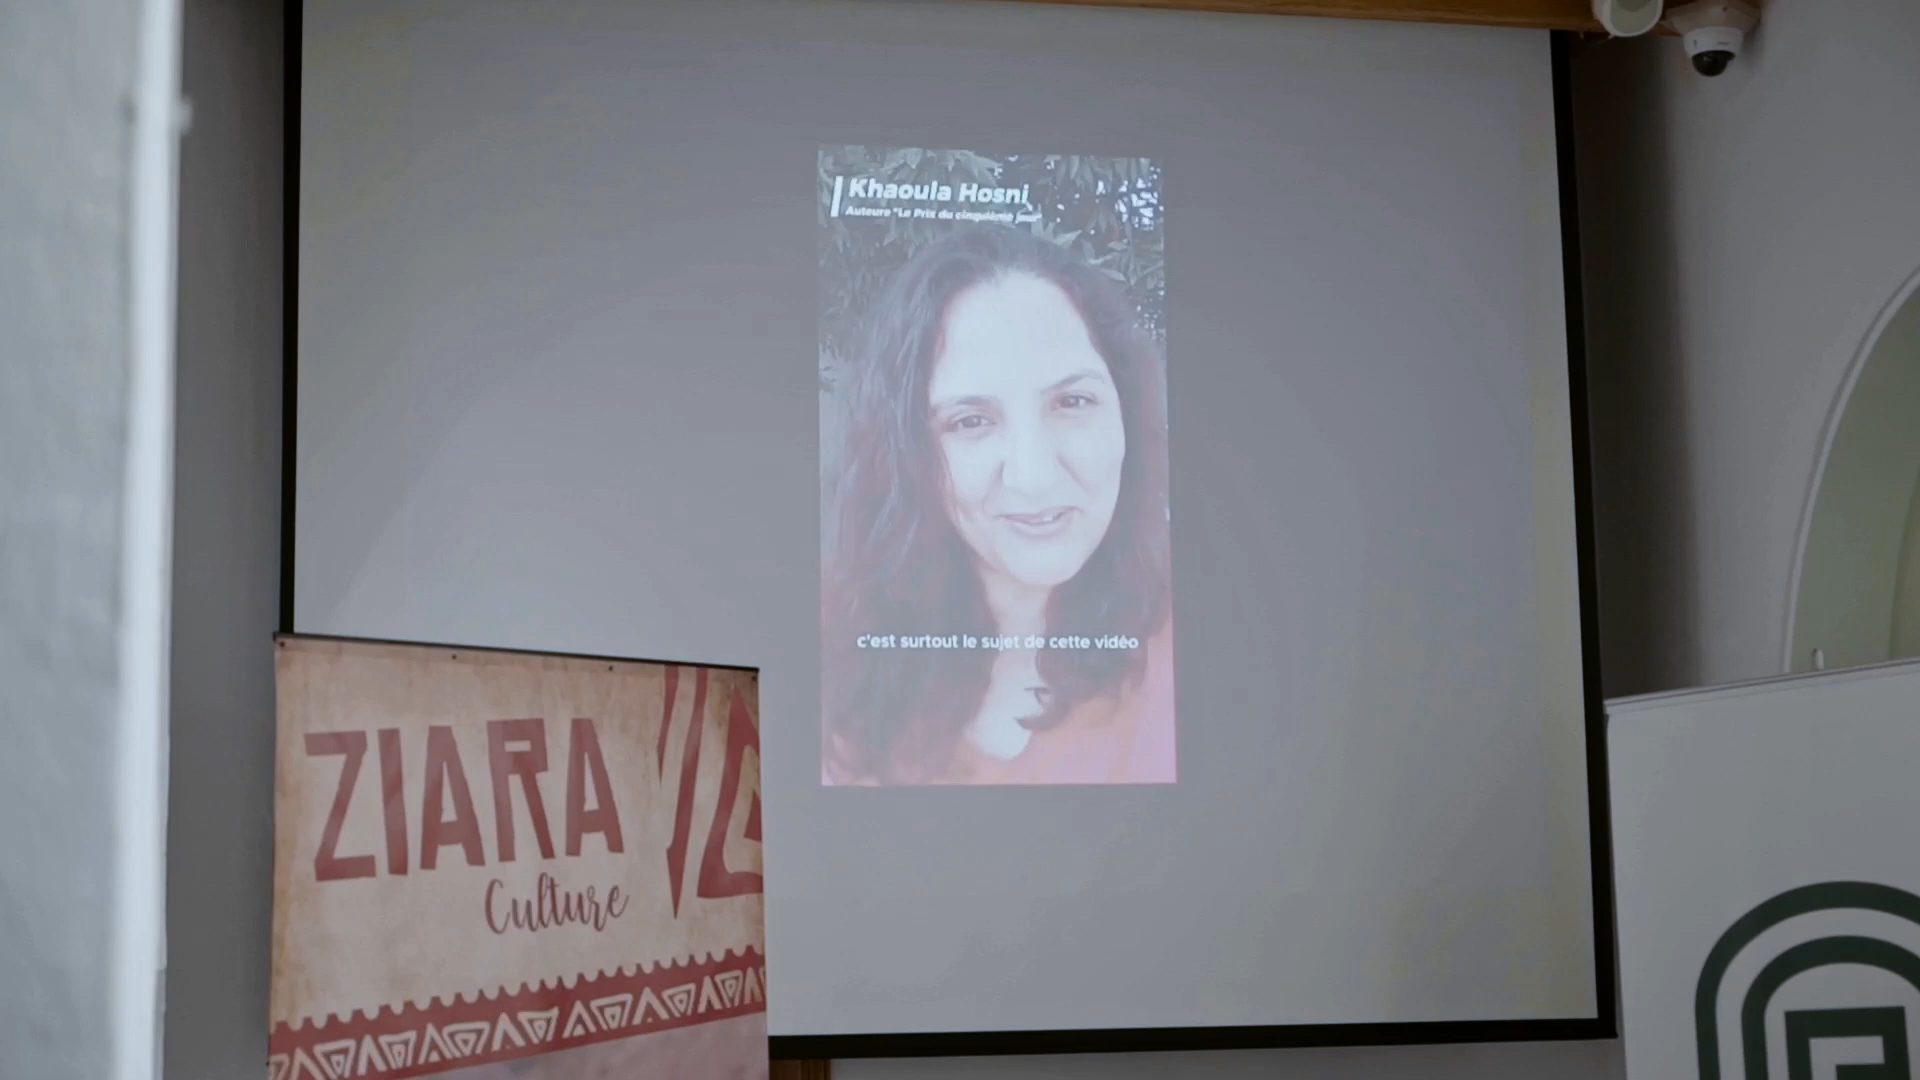 Khaoula Hosni
Auteure "Le Prix du cinquième jour"
c'est surtout le sujet de cette vidéo
ZIARA
Culture